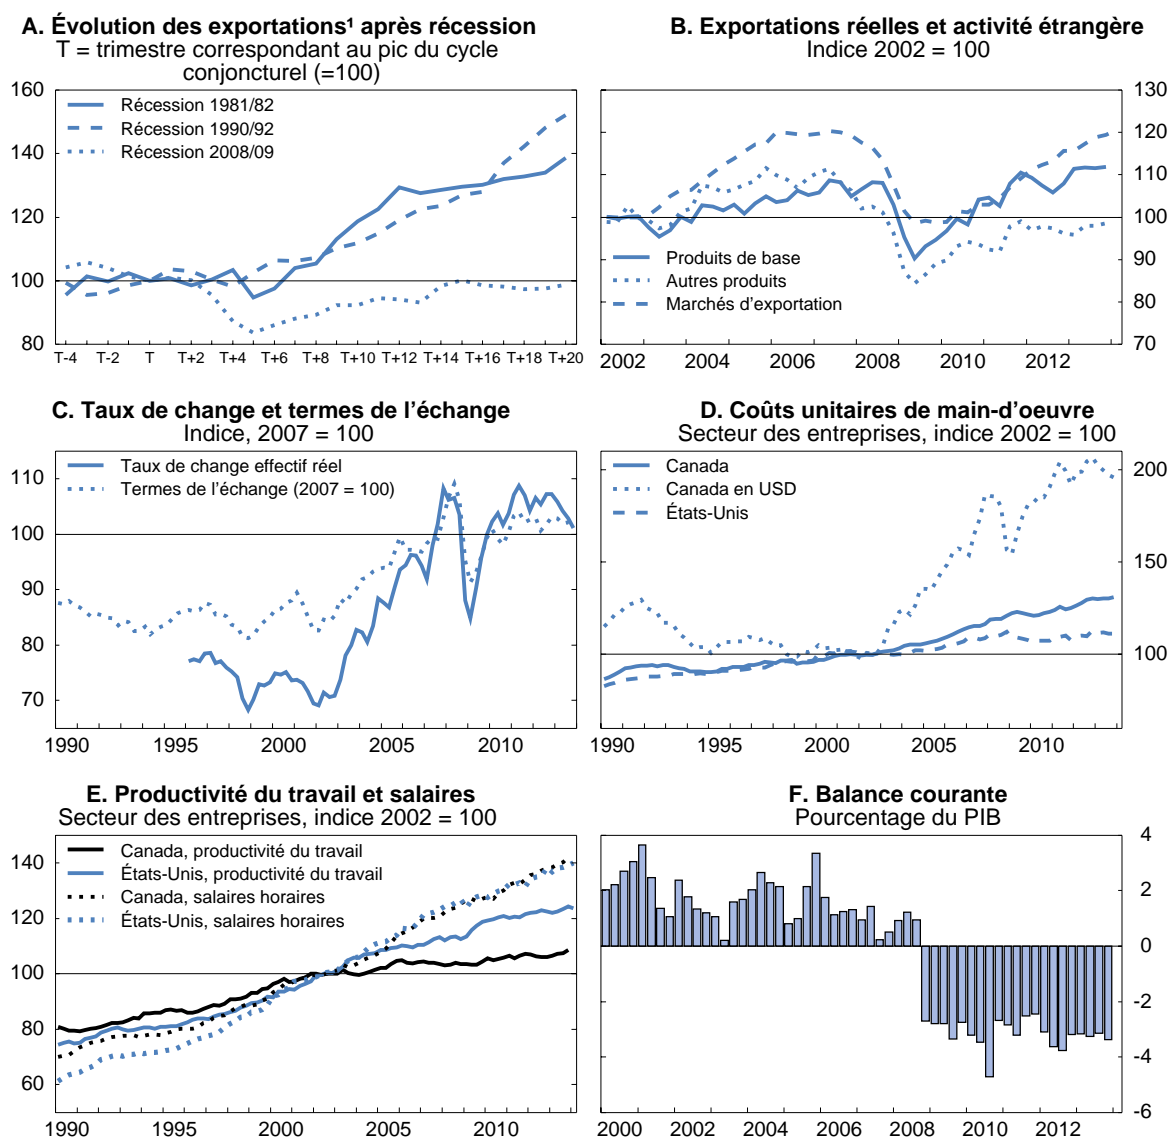 A. Évolution des exportations¹ après récession
T = trimestre correspondant au pic du cycle
conjoncturel (=100)
160
140
120
100
80
Récession 1981/82
Récession 1990/92
Récession 2008/09
T-4 T-2 T T+2 T+4 T+6 T+8 T+10 T+12 T+14 T+16 T+18 T+20
B. Exportations réelles et activité étrangère
Indice 2002 = 100
130
120
110
100
90
80
70
Produits de base
Autres produits
Marchés d'exportation
2002 2004 2006 2008 2010 2012
C. Taux de change et termes de l'échange
Indice, 2007 = 100
110
100
90
80
70
Taux de change effectif réel
Termes de l'échange (2007 = 100)
1990 1995 2000 2005 2010
D. Coûts unitaires de main-d'oeuvre
Secteur des entreprises, indice 2002 = 100
200
150
100
Canada
Canada en USD
États-Unis
1990 1995 2000 2005 2010
E. Productivité du travail et salaires
Secteur des entreprises, indice 2002 = 100
140
120
100
80
60
Canada, productivité du travail
États-Unis, productivité du travail
Canada, salaires horaires
États-Unis, salaires horaires
1990 1995 2000 2005 2010
F. Balance courante
Pourcentage du PIB
4
2
0
-2
-4
-6
2000 2002 2004 2006 2008 2010 2012